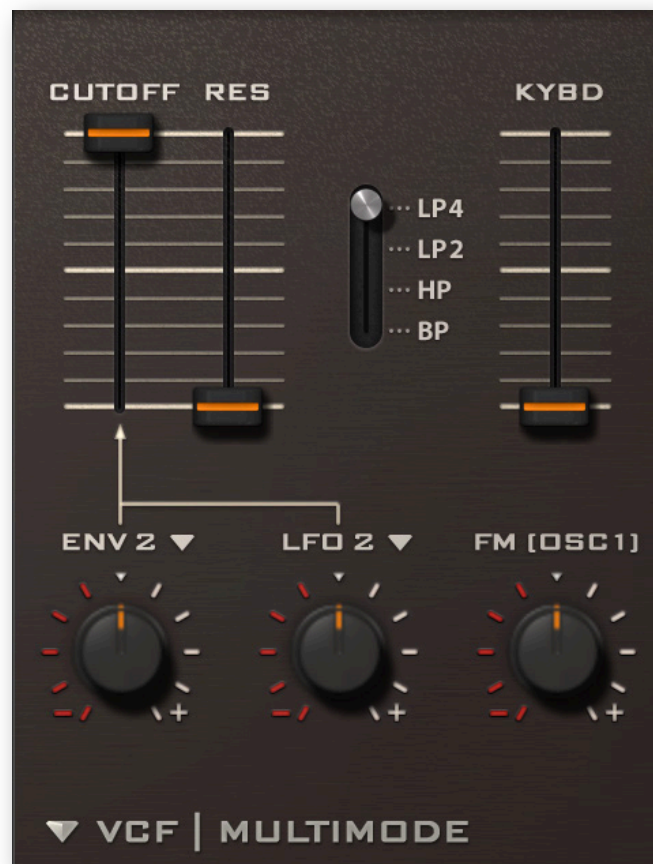 CUTOFF RES KYBD
LP4
LP2
HP
BP
ENV 2 LFO 2 FM [OSC1]
- + - + - +
VCF | MULTIMODE